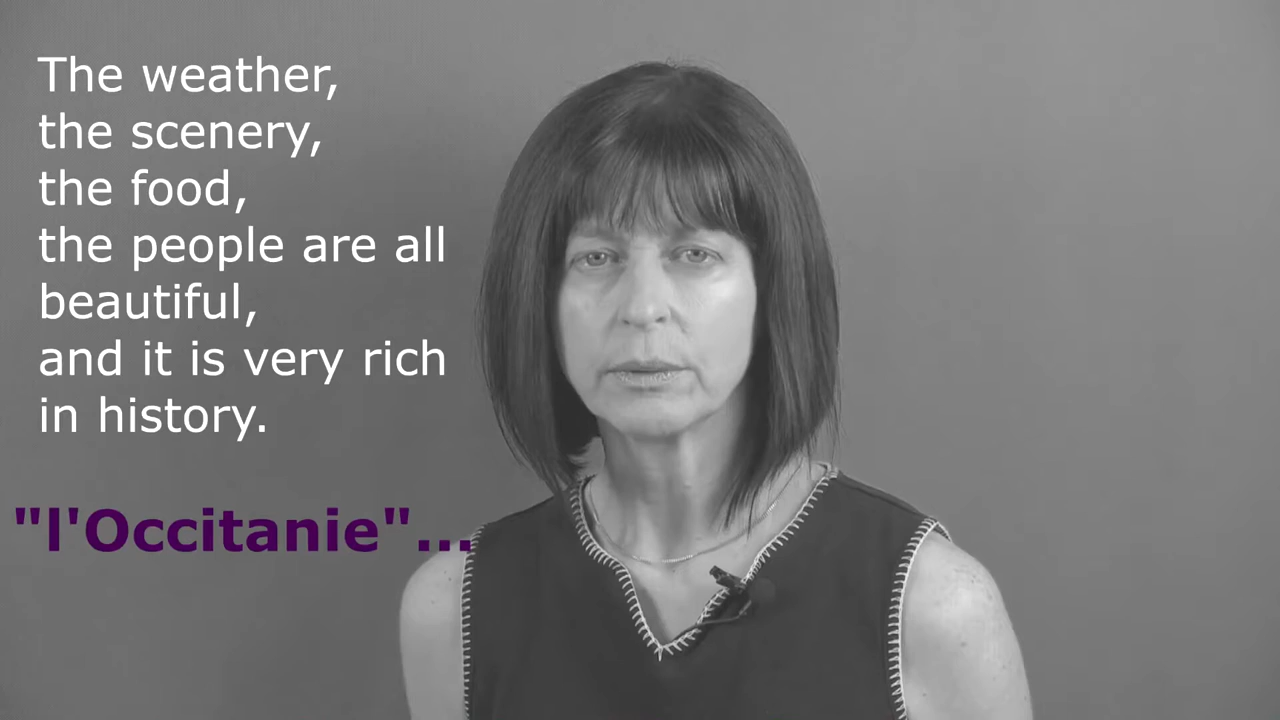 The weather,
the scenery,
the food,
the people are all
beautiful,
and it is very rich
in history.
"l'Occitanie"...